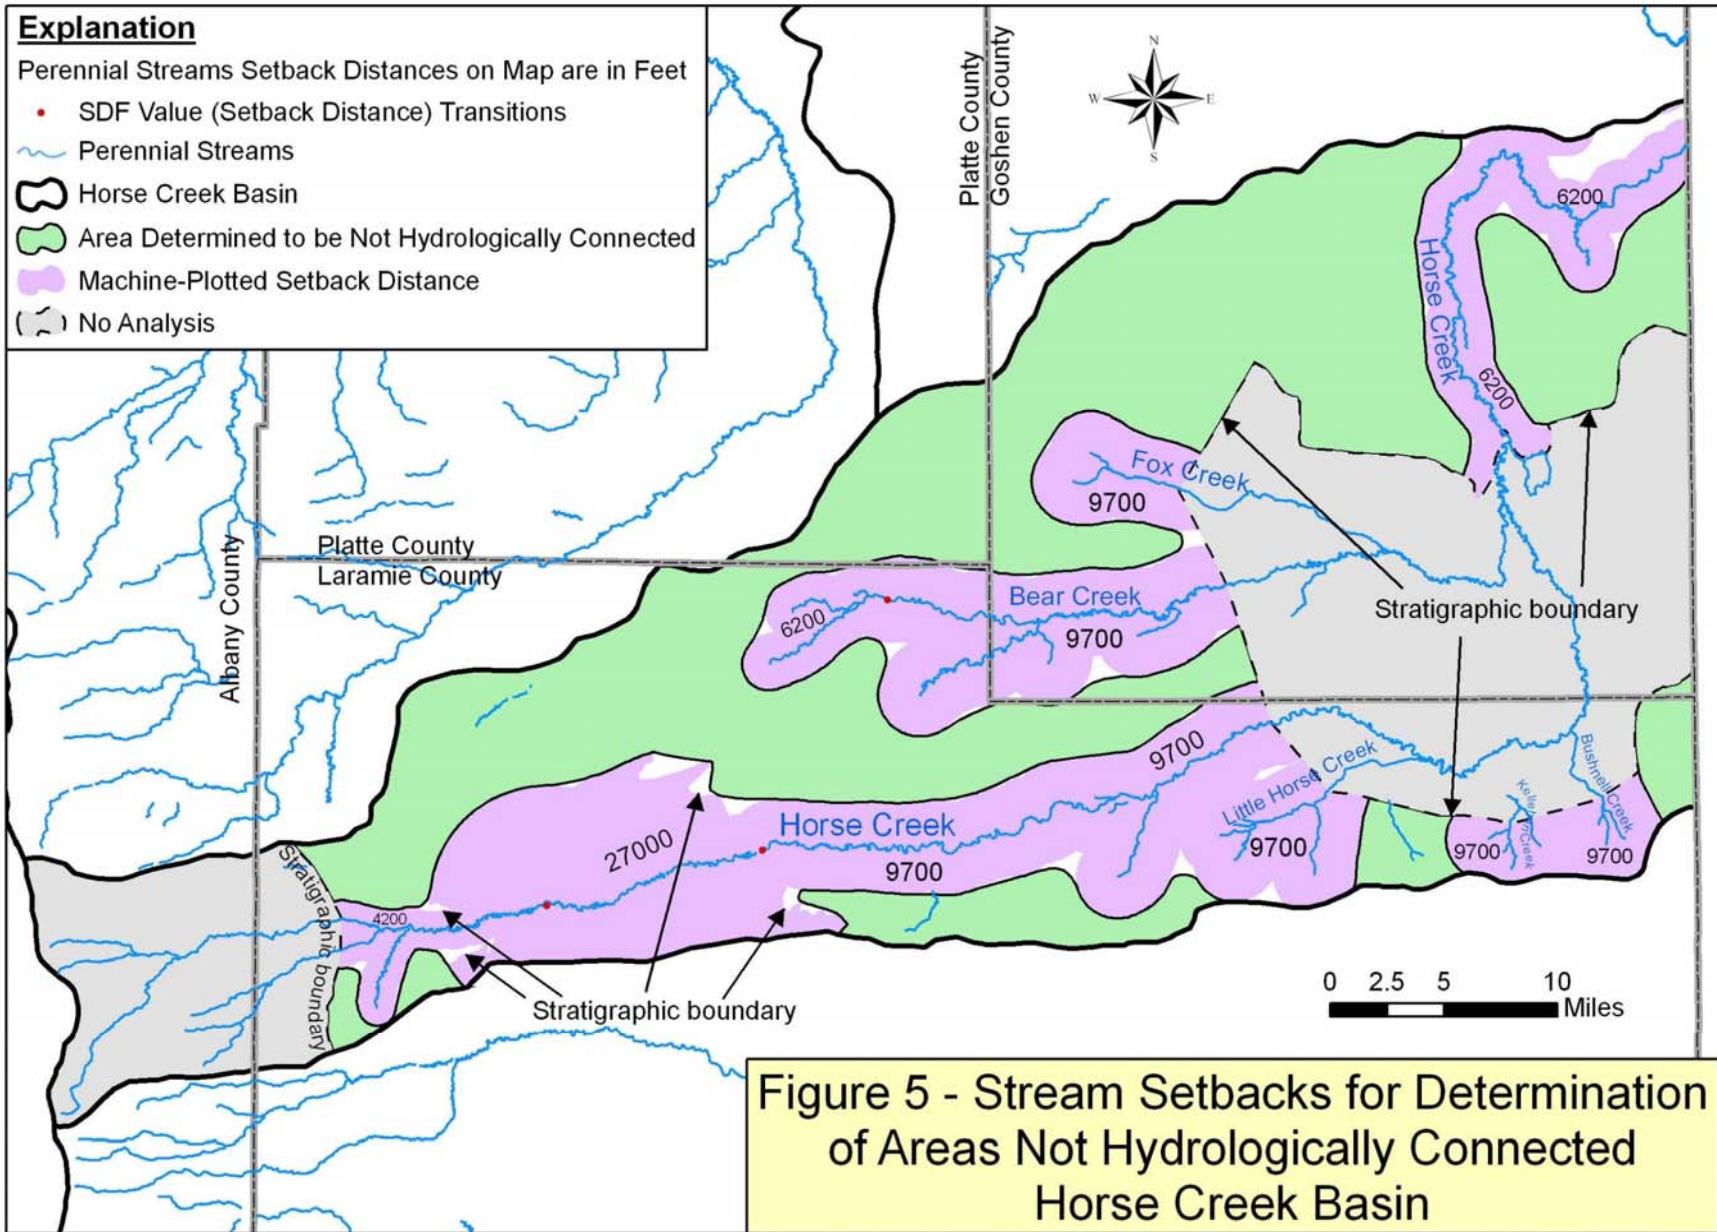 Explanation
Perennial Streams Setback Distances on Map are in Feet
SDF Value (Setback Distance) Transitions
Perennial Streams
Horse Creek Basin
Area Determined to be Not Hydrologically Connected
Machine-Plotted Setback Distance
No Analysis
Platte County
Goshen County
N
W
E
S
6200
Horse Creek
6200
Fox Creek
9700
Platte County
Laramie County
Albany County
Bear Creek
6200
9700
Stratigraphic boundary
9700
Little Horse Creek
Bushnell Creek
27000
Horse Creek
9700
9700
9700
9700
Stratigraphic boundary
4200
Stratigraphic boundary
0 2.5 5 10
Miles
Figure 5 - Stream Setbacks for Determination
of Areas Not Hydrologically Connected
Horse Creek Basin